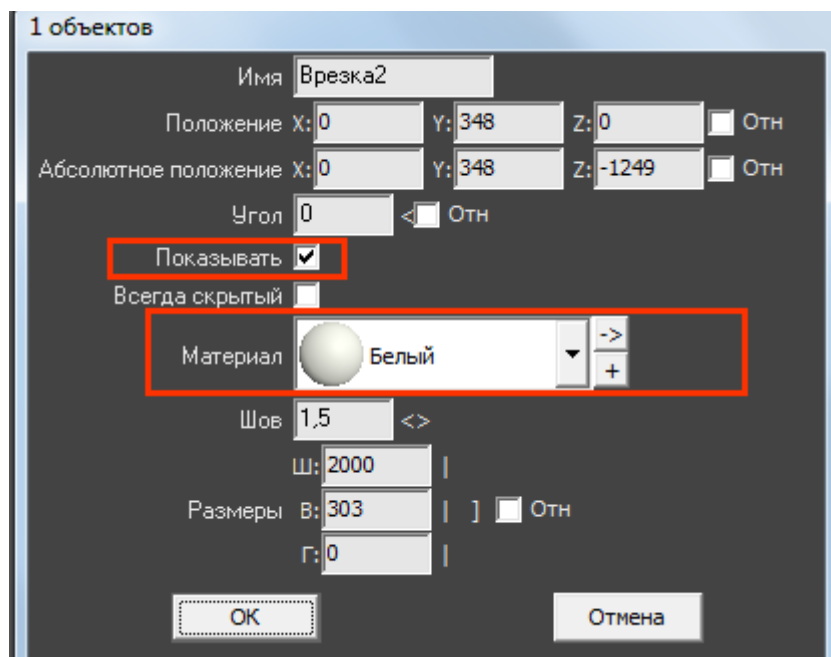 1 объектов
Имя Врезка2
Положение X: 0 Y: 348 Z: 0 Отн
Абсолютное положение X: 0 Y: 348 Z: -1249 Отн
Угол 0 < Отн
Показывать
Всегда скрытый
Материал Белый ->
+
Шов 1,5 <>
Ш: 2000 |
Размеры В: 303 | ] Отн
Г: 0 |
ОК Отмена